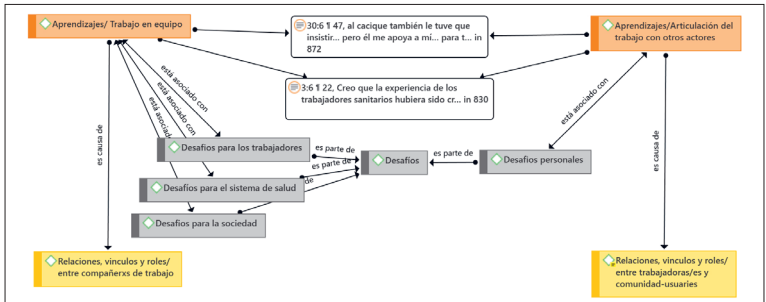 Aprendizajes/ Trabajo en equipo
30:6 ¶ 47, al cacique también le tuve que
insistir... pero él me apoya a mí... para t... in
872
Aprendizajes/Articulación del
trabajo con otros actores
3:6 ¶ 22, Creo que la experiencia de los
trabajadores sanitarios hubiera sido cr... in 830
está asociado con
está asociado con
está asociado
está asociado con
es causa de
es causa de
Desafíos para los trabajadores
es parte de
es parte de
de
Desafíos
es parte de
Desafíos personales
Desafíos para el sistema de salud
Desafíos para la sociedad
Relaciones, vinculos y roles/
entre compañerxs de trabajo
Relaciones, vinculos y roles/
entre trabajadoras/es y
comunidad-usuaries